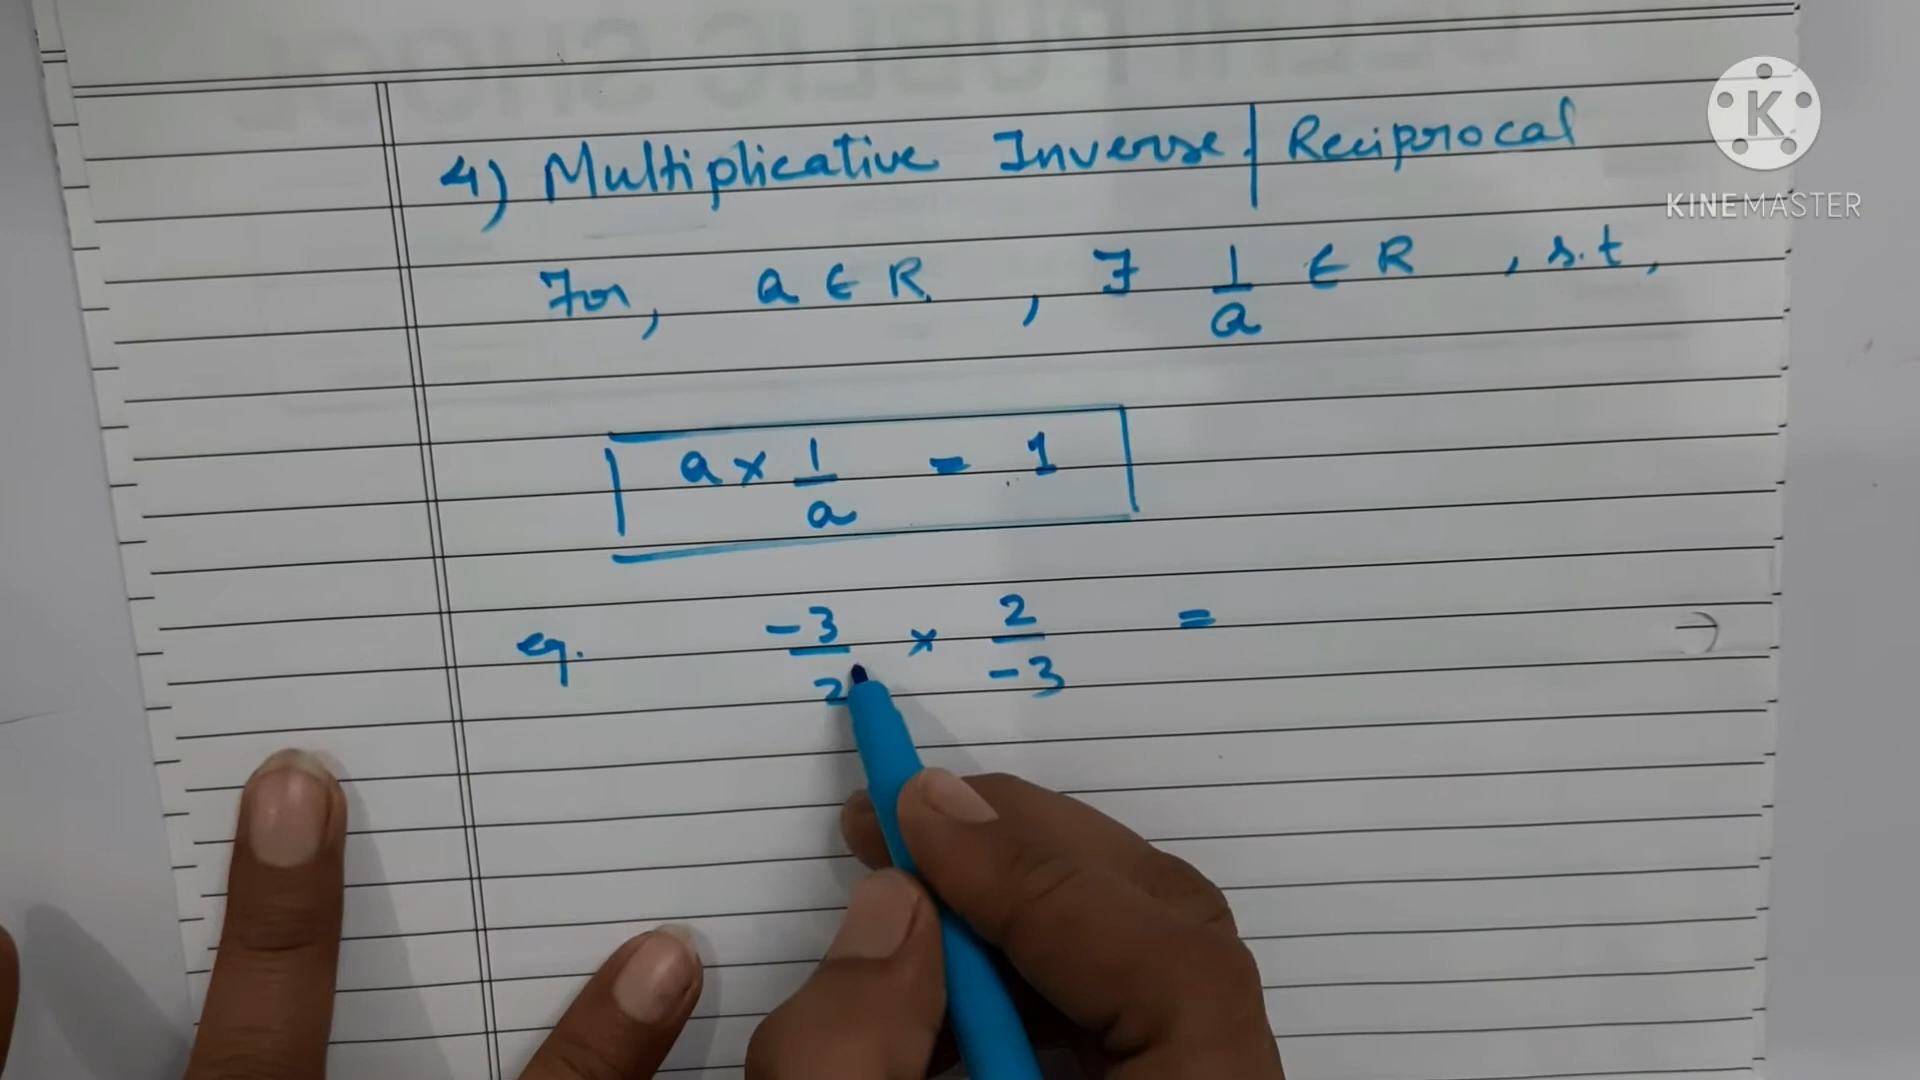 4) Multiplicative Inverse / Reciprocal
For, a ∈ R, ∃ 1/a ∈ R, s.t,
a × 1/a = 1
eg. -3/2 × 2/-3 =
K
KINEMASTER